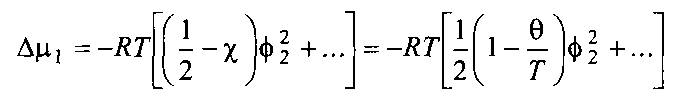 Δμ₁ = −RT[(1/2 − χ)ϕ₂² + ...] = −RT[1/2(1 − θ/T)ϕ₂² + ...]